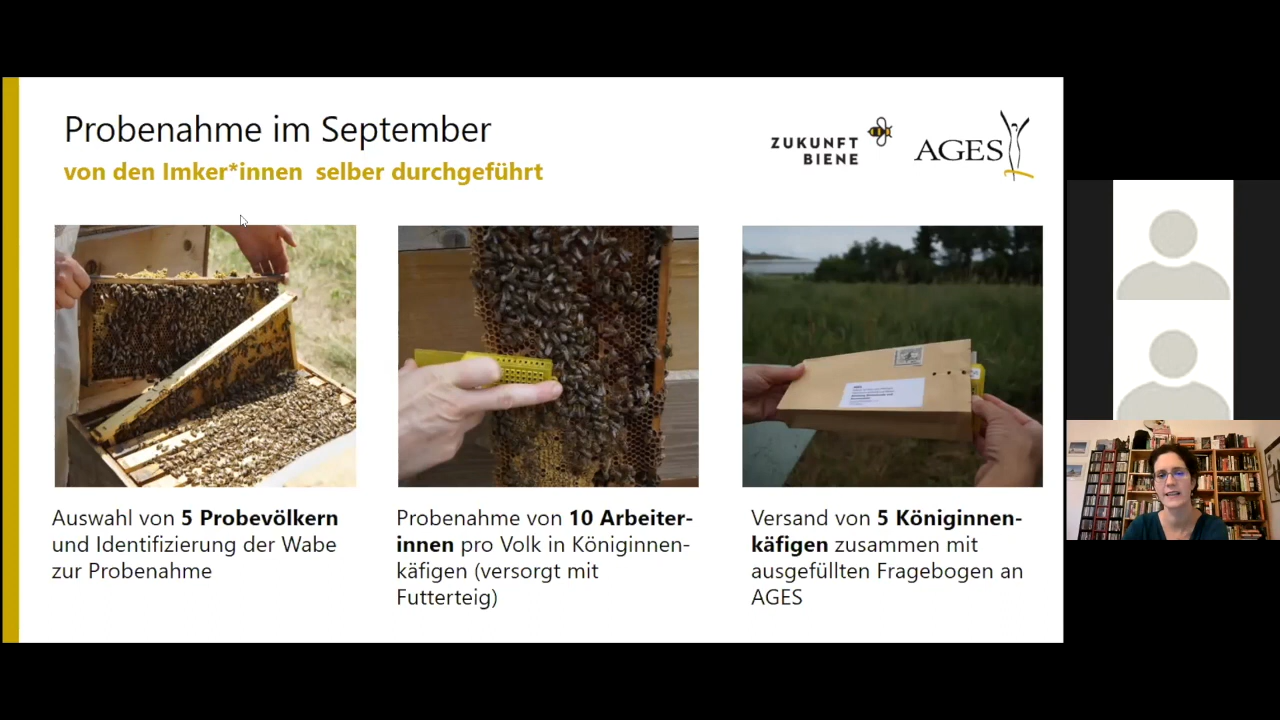 Probenahme im September
von den Imker*innen selber durchgeführt
ZUKUNFT
BIENE
AGES
Auswahl von 5 Probevölkern
und Identifizierung der Wabe
zur Probenahme
Probenahme von 10 Arbeiter-
innen pro Volk in Königinnen-
käfigen (versorgt mit
Futterteig)
Versand von 5 Königinnen-
käfigen zusammen mit
ausgefüllten Fragebogen an
AGES